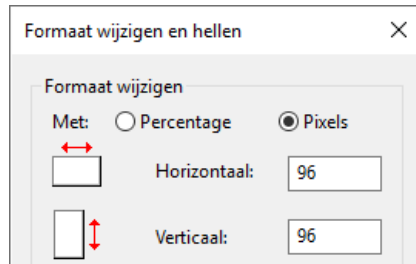 Formaat wijzigen en hellen
Formaat wijzigen
Met: Percentage Pixels
Horizontaal: 96
Verticaal: 96